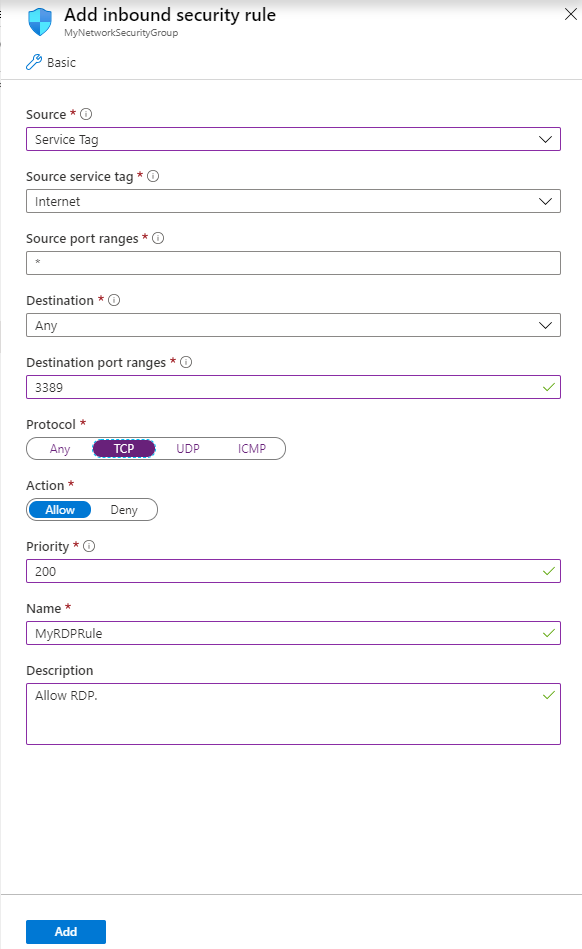 Add inbound security rule
MyNetworkSecurityGroup
Basic
Source *
Service Tag
Source service tag *
Internet
Source port ranges *
*
Destination *
Any
Destination port ranges *
3389
Protocol *
Any TCP UDP ICMP
Action *
Allow Deny
Priority *
200
Name *
MyRDPRule
Description
Allow RDP.
Add